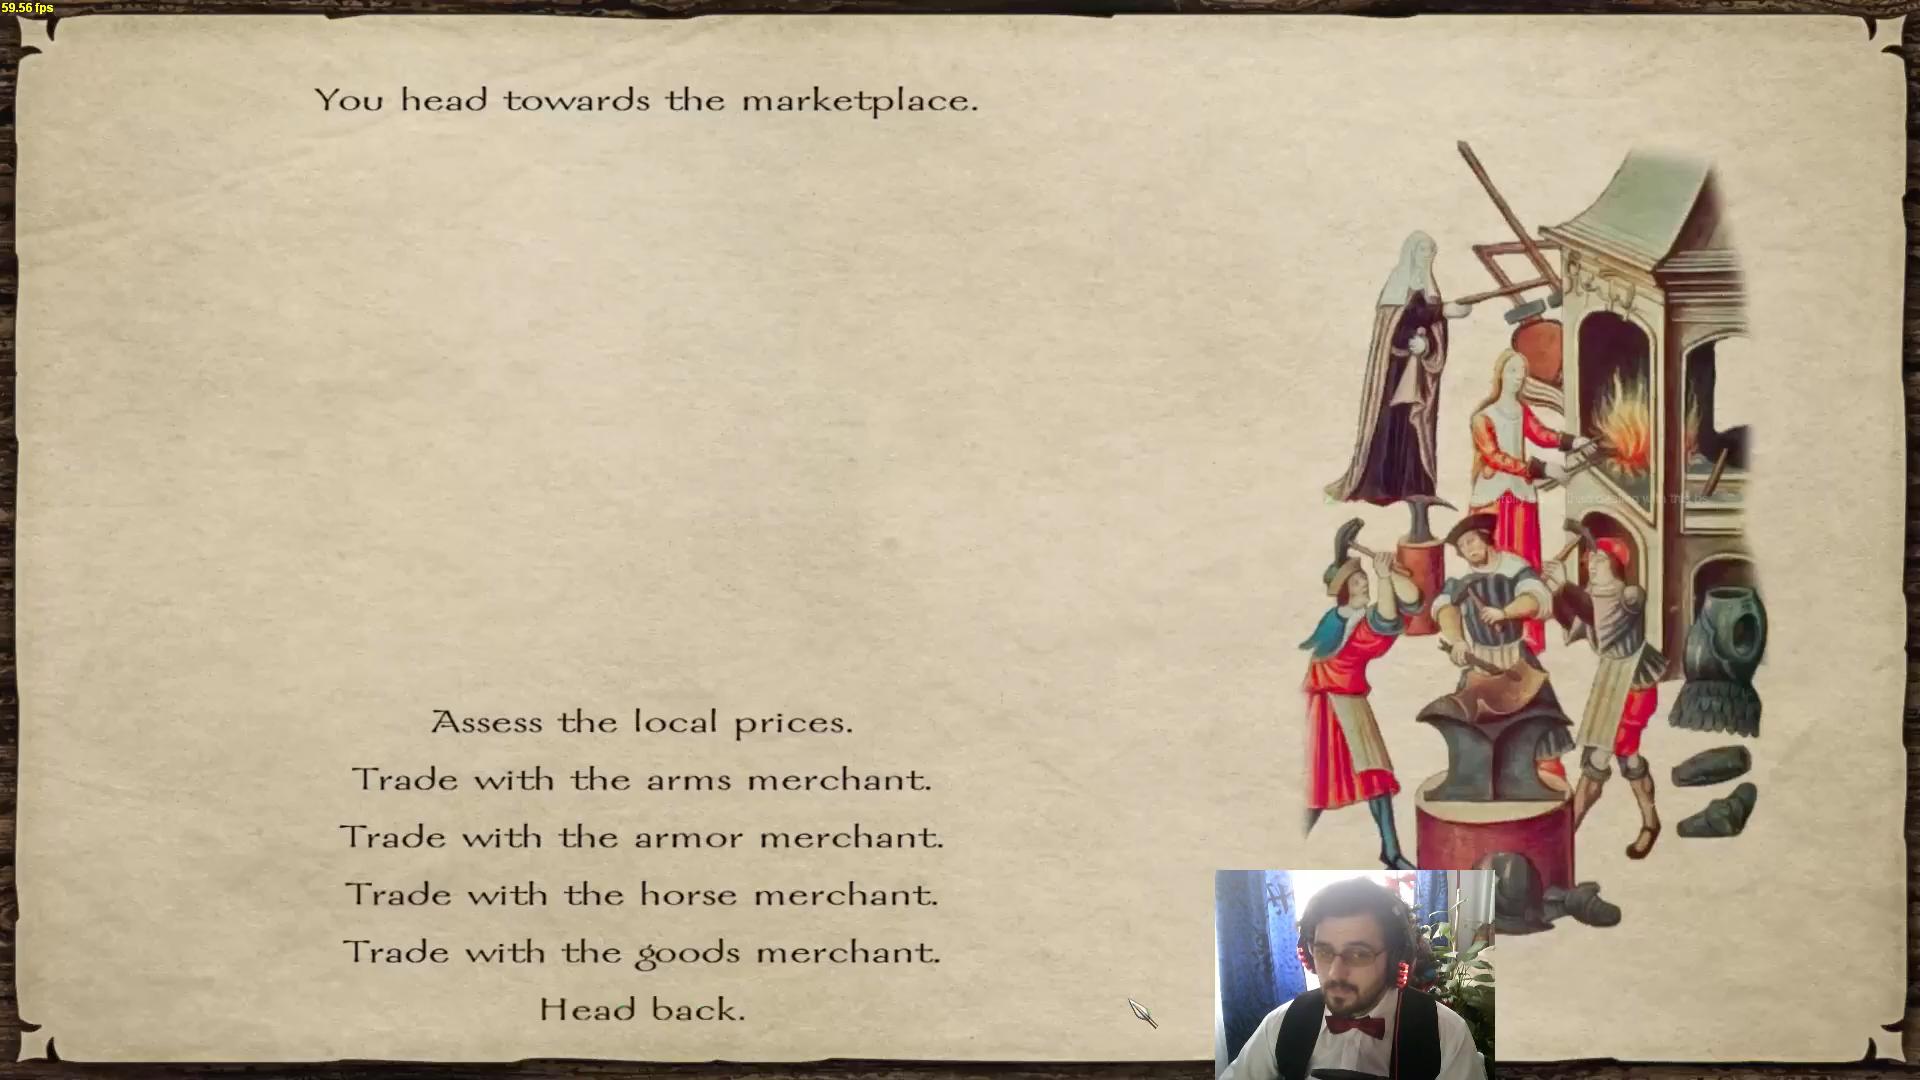 59.56 fps
You head towards the marketplace.
Assess the local prices.
Trade with the arms merchant.
Trade with the armor merchant.
Trade with the horse merchant.
Trade with the goods merchant.
Head back.